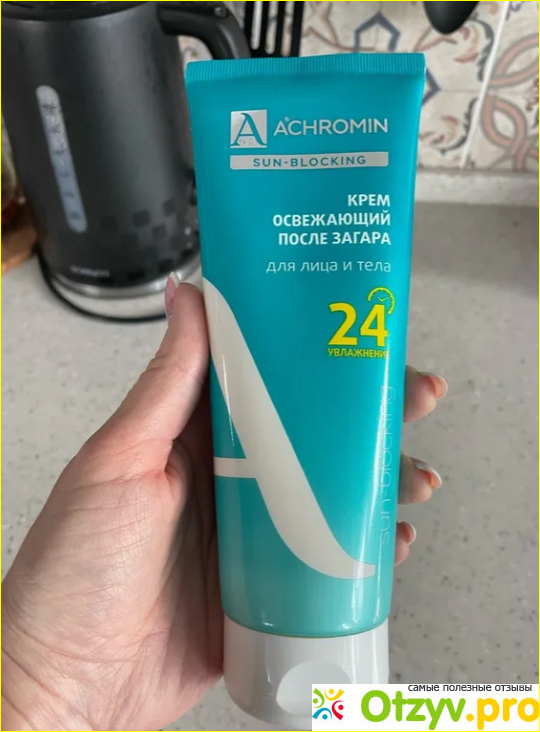 ACHROMIN
SUN-BLOCKING
КРЕМ
ОСВЕЖАЮЩИЙ
ПОСЛЕ ЗАГАРА
для лица и тела
24
УВЛАЖНЕНИЕ
sun-blocking
самые полезные отзывы
Otzyv.pro